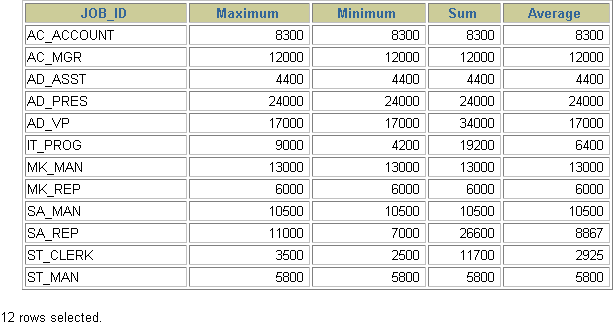 JOB_ID Maximum Minimum Sum Average
AC_ACCOUNT 8300 8300 8300 8300
AC_MGR 12000 12000 12000 12000
AD_ASST 4400 4400 4400 4400
AD_PRES 24000 24000 24000 24000
AD_VP 17000 17000 34000 17000
IT_PROG 9000 4200 19200 6400
MK_MAN 13000 13000 13000 13000
MK_REP 6000 6000 6000 6000
SA_MAN 10500 10500 10500 10500
SA_REP 11000 7000 26600 8867
ST_CLERK 3500 2500 11700 2925
ST_MAN 5800 5800 5800 5800
12 rows selected.